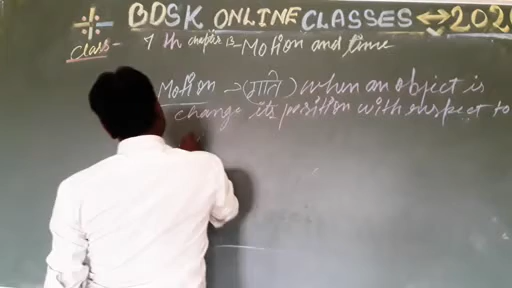 BDSK ONLINE CLASSES ↔ 202
Class - 7 th chapter 13 - Motion and time
Motion → (गति) when an object is
change its position with respect to